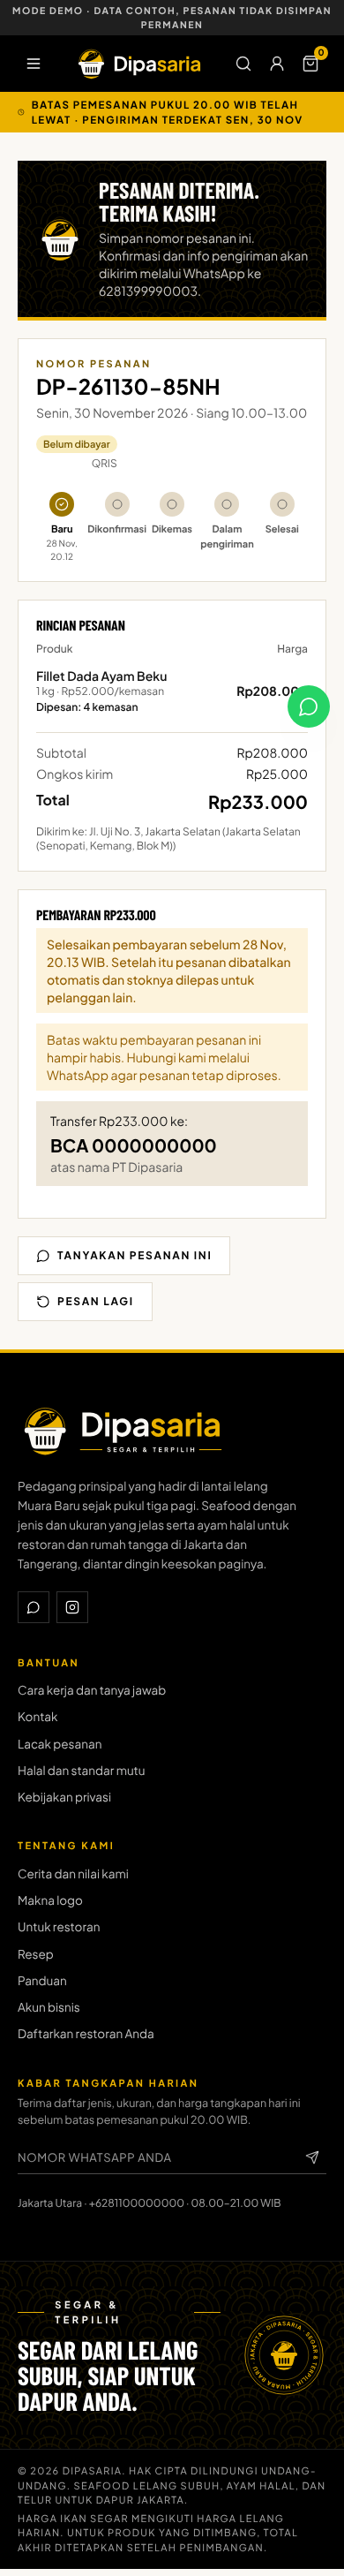 MODE DEMO · DATA CONTOH, PESANAN TIDAK DISIMPAN
PERMANEN
Dipasaria
0
BATAS PEMESANAN PUKUL 20.00 WIB TELAH
LEWAT · PENGIRIMAN TERDEKAT SEN, 30 NOV
PESANAN DITERIMA.
TERIMA KASIH!
Simpan nomor pesanan ini.
Konfirmasi dan info pengiriman akan
dikirim melalui WhatsApp ke
6281399990003.
NOMOR PESANAN
DP-261130-85NH
Senin, 30 November 2026 · Siang 10.00–13.00
Belum dibayar
QRIS
Baru
28 Nov,
20.12
Dikonfirmasi
Dikemas
Dalam
pengiriman
Selesai
RINCIAN PESANAN
Produk
Harga
Fillet Dada Ayam Beku
1 kg · Rp52.000/kemasan
Dipesan: 4 kemasan
Subtotal
Rp208.000
Ongkos kirim
Rp25.000
Total
Rp233.000
Dikirim ke: Jl. Uji No. 3, Jakarta Selatan (Jakarta Selatan
(Senopati, Kemang, Blok M))
PEMBAYARAN RP233.000
Selesaikan pembayaran sebelum 28 Nov,
20.13 WIB. Setelah itu pesanan dibatalkan
otomatis dan stoknya dilepas untuk
pelanggan lain.
Batas waktu pembayaran pesanan ini
hampir habis. Hubungi kami melalui
WhatsApp agar pesanan tetap diproses.
Transfer Rp233.000 ke:
BCA 0000000000
atas nama PT Dipasaria
TANYAKAN PESANAN INI
PESAN LAGI
Dipasaria
SEGAR & TERPILIH
Pedagang prinsipal yang hadir di lantai lelang
Muara Baru sejak pukul tiga pagi. Seafood dengan
jenis dan ukuran yang jelas serta ayam halal untuk
restoran dan rumah tangga di Jakarta dan
Tangerang, diantar dingin keesokan paginya.
BANTUAN
Cara kerja dan tanya jawab
Kontak
Lacak pesanan
Halal dan standar mutu
Kebijakan privasi
TENTANG KAMI
Cerita dan nilai kami
Makna logo
Untuk restoran
Resep
Panduan
Akun bisnis
Daftarkan restoran Anda
KABAR TANGKAPAN HARIAN
Terima daftar jenis, ukuran, dan harga tangkapan hari ini
sebelum batas pemesanan pukul 20.00 WIB.
NOMOR WHATSAPP ANDA
Jakarta Utara · +6281100000000 · 08.00–21.00 WIB
SEGAR &
TERPILIH
SEGAR DARI LELANG
SUBUH, SIAP UNTUK
DAPUR ANDA.
© 2026 DIPASARIA. HAK CIPTA DILINDUNGI UNDANG-
UNDANG. SEAFOOD LELANG SUBUH, AYAM HALAL, DAN
TELUR UNTUK DAPUR JAKARTA.
HARGA IKAN SEGAR MENGIKUTI HARGA LELANG
HARIAN. UNTUK PRODUK YANG DITIMBANG, TOTAL
AKHIR DITETAPKAN SETELAH PENIMBANGAN.